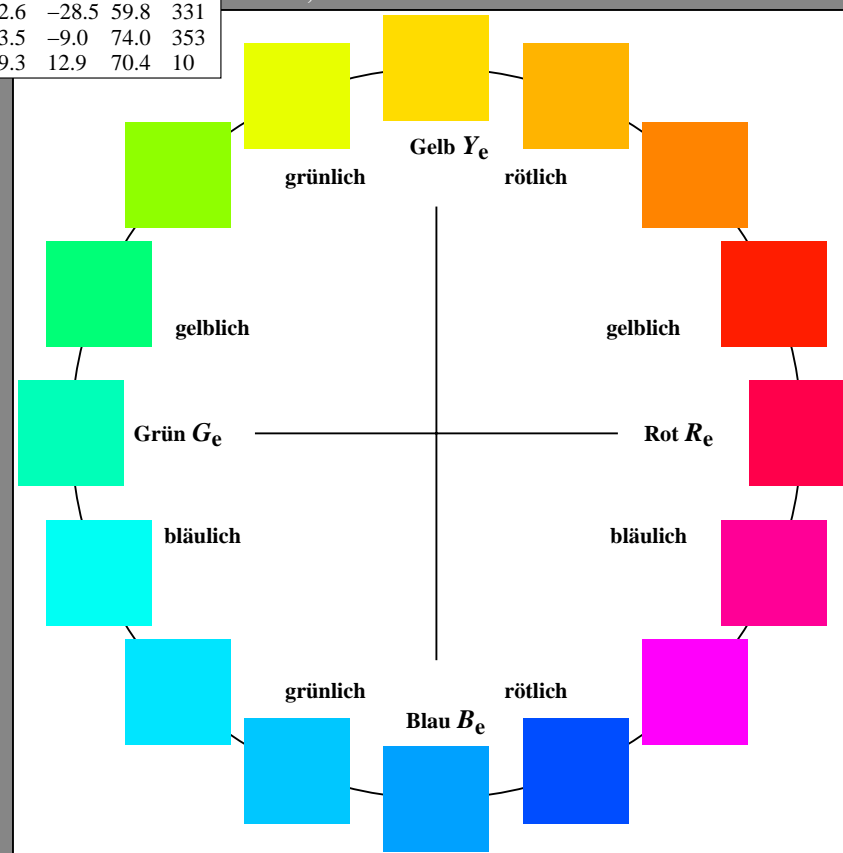 2.6 −28.5 59.8 331
3.5 −9.0 74.0 353
9.3 12.9 70.4 10
Gelb Ye
grünlich rötlich
gelblich gelblich
Grün Ge Rot Re
bläulich bläulich
grünlich rötlich
Blau Be